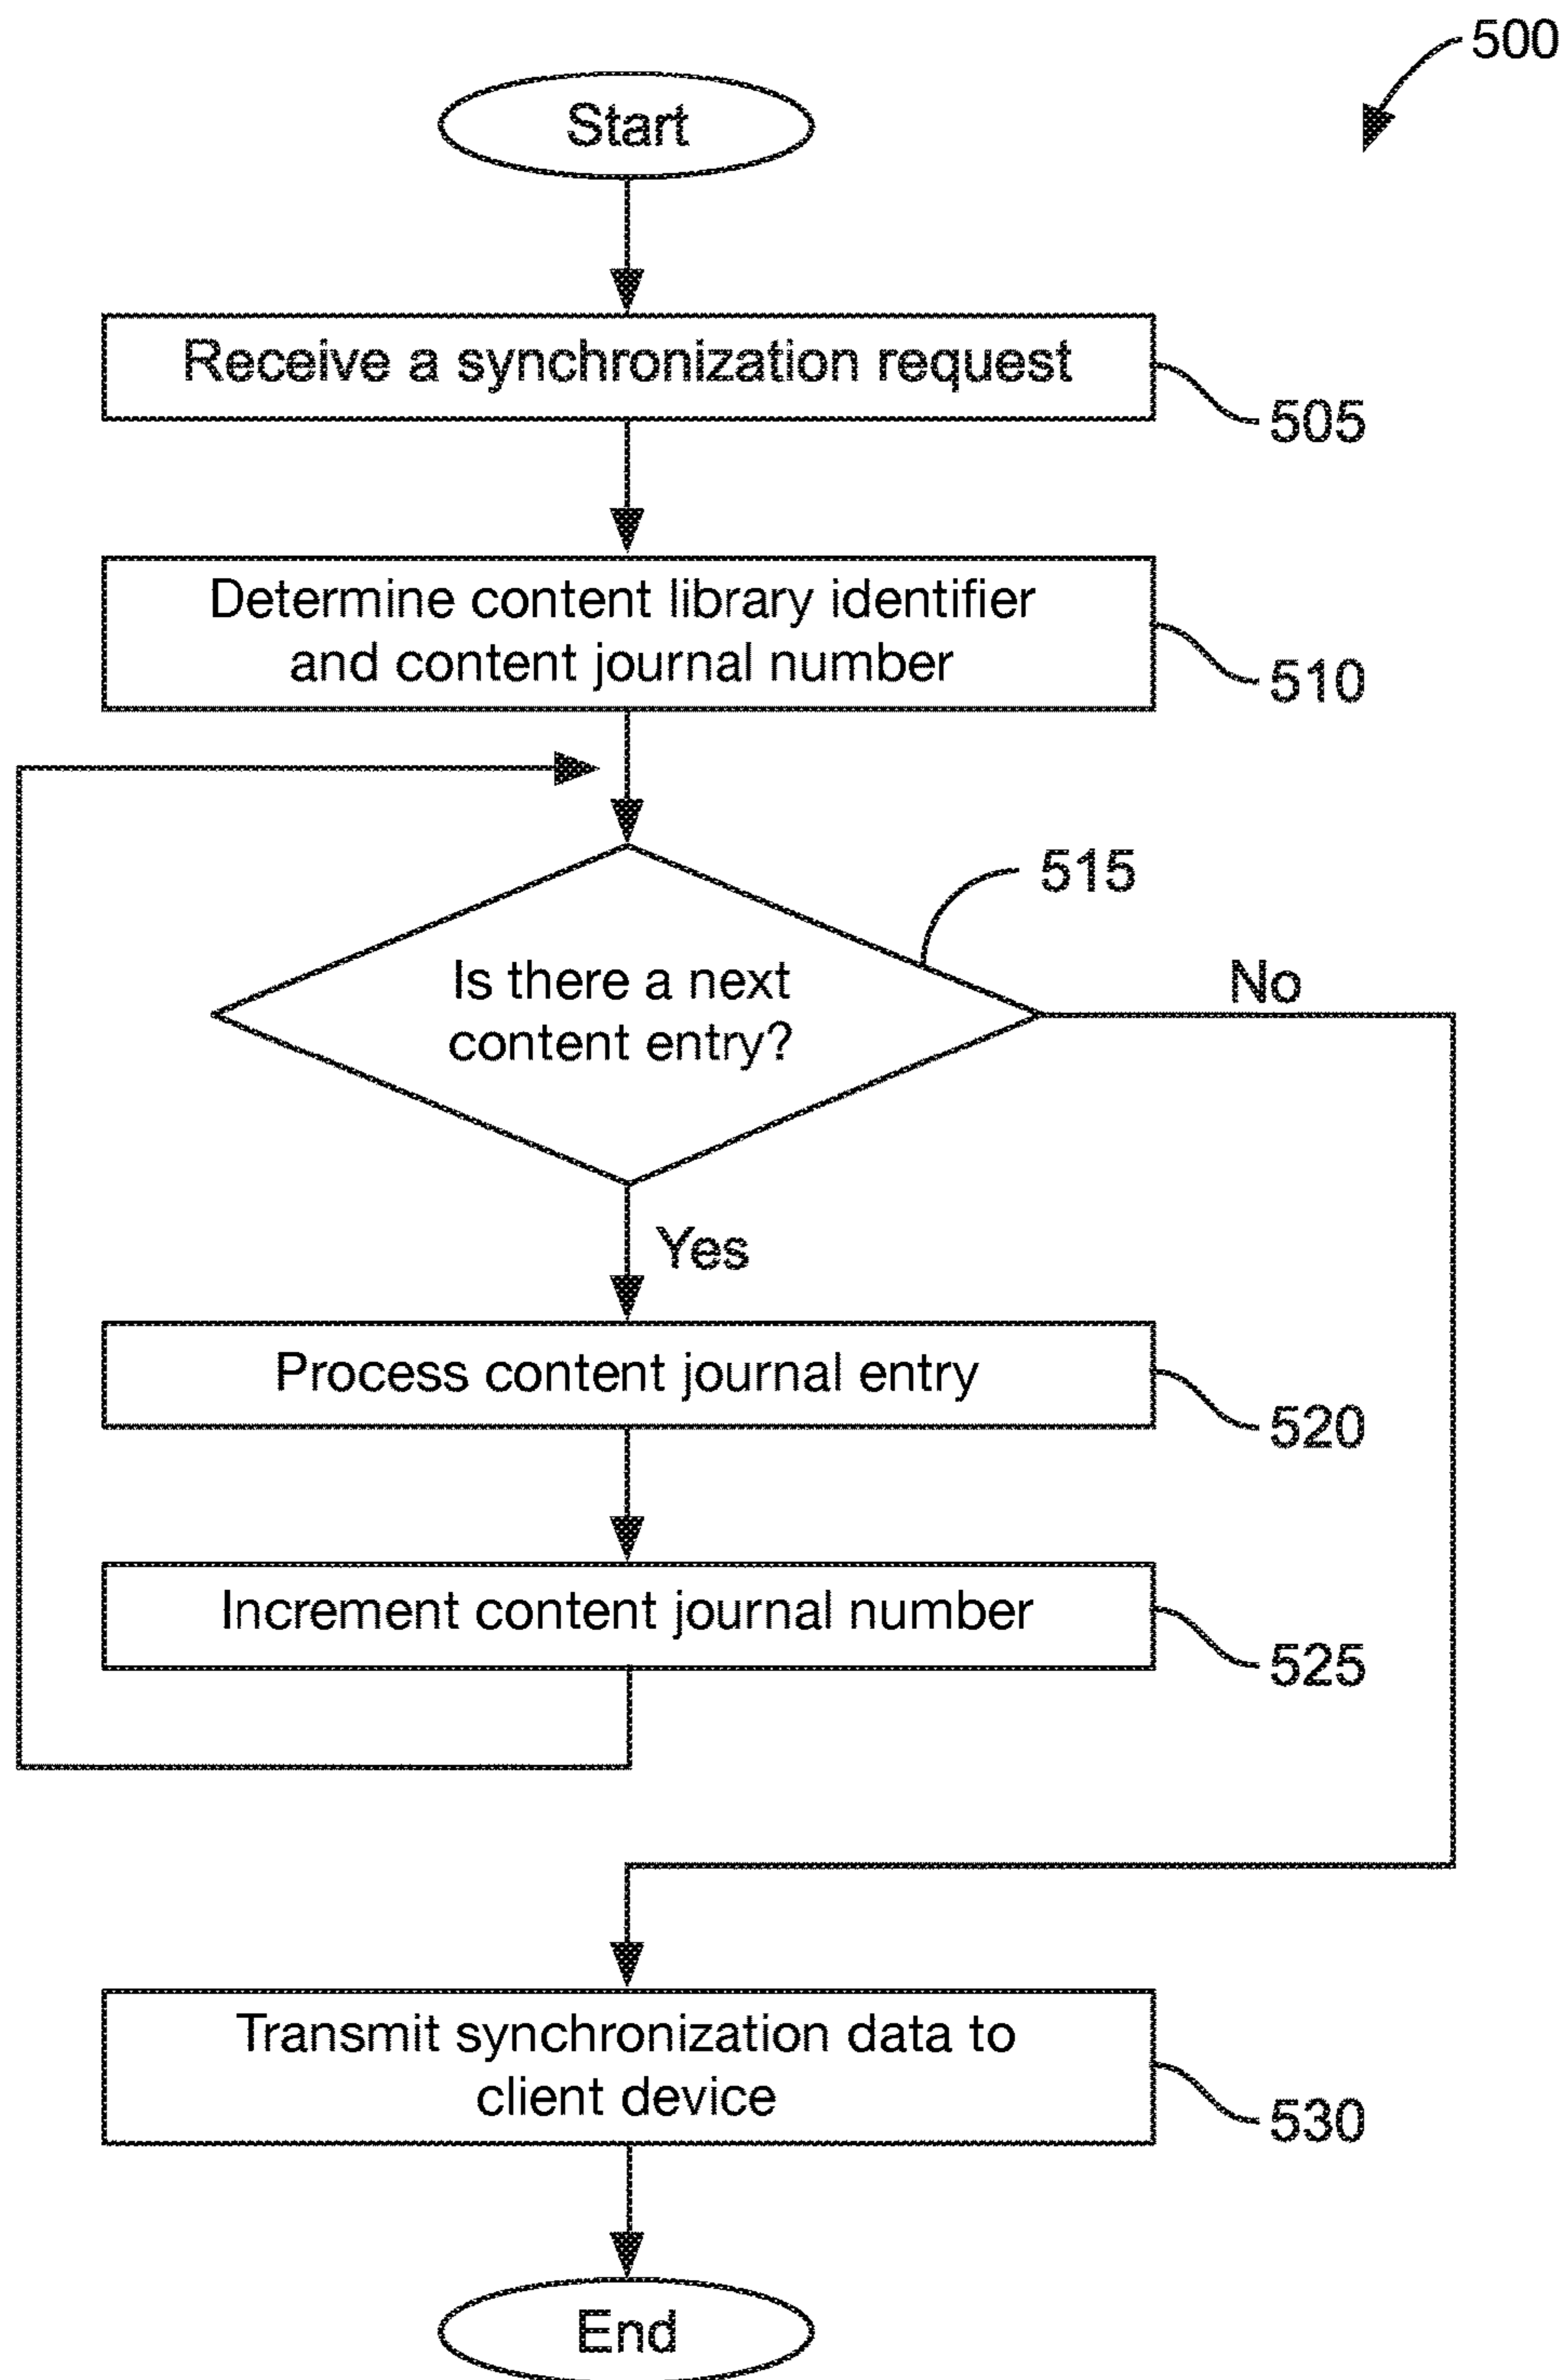 500
Start
Receive a synchronization request
505
Determine content library identifier
and content journal number
510
515
Is there a next
content entry?
No
Yes
Process content journal entry
520
Increment content journal number
525
Transmit synchronization data to
client device
530
End